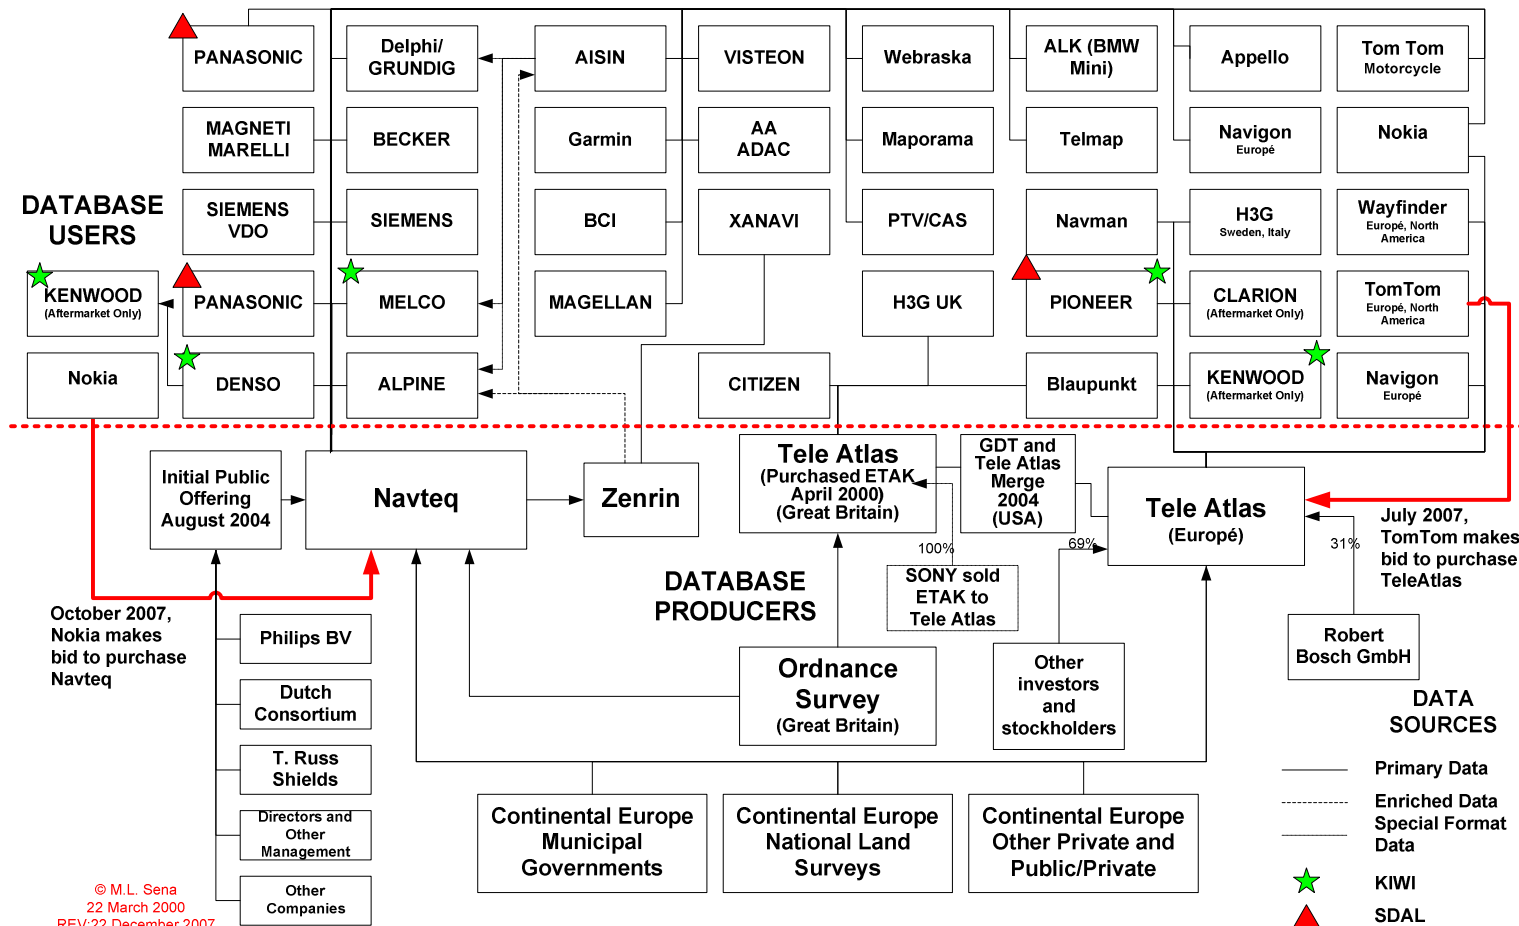 PANASONIC
Delphi/
GRUNDIG
AISIN
VISTEON
Webraska
ALK (BMW
Mini)
Appello
Tom Tom
Motorcycle
MAGNETI
MARELLI
BECKER
Garmin
AA
ADAC
Maporama
Telmap
Navigon
Europé
Nokia
DATABASE
USERS
SIEMENS
VDO
SIEMENS
BCI
XANAVI
PTV/CAS
Navman
H3G
Sweden, Italy
Wayfinder
Europé, North
America
KENWOOD
(Aftermarket Only)
PANASONIC
MELCO
MAGELLAN
H3G UK
PIONEER
CLARION
(Aftermarket Only)
TomTom
Europé, North
America
Nokia
DENSO
ALPINE
CITIZEN
Blaupunkt
KENWOOD
(Aftermarket Only)
Navigon
Europé
Initial Public
Offering
August 2004
Navteq
Zenrin
Tele Atlas
(Purchased ETAK
April 2000)
(Great Britain)
GDT and
Tele Atlas
Merge
2004
(USA)
Tele Atlas
(Europé)
July 2007,
TomTom makes
bid to purchase
TeleAtlas
100%
69%
31%
DATABASE
PRODUCERS
SONY sold
ETAK to
Tele Atlas
October 2007,
Nokia makes
bid to purchase
Navteq
Philips BV
Dutch
Consortium
T. Russ
Shields
Directors and
Other
Management
Other
Companies
Ordnance
Survey
(Great Britain)
Other
investors
and
stockholders
Robert
Bosch GmbH
Continental Europe
Municipal
Governments
Continental Europe
National Land
Surveys
Continental Europe
Other Private and
Public/Private
DATA
SOURCES
Primary Data
Enriched Data
Special Format
Data
KIWI
SDAL
© M.L. Sena
22 March 2000
REV:22 December 2007